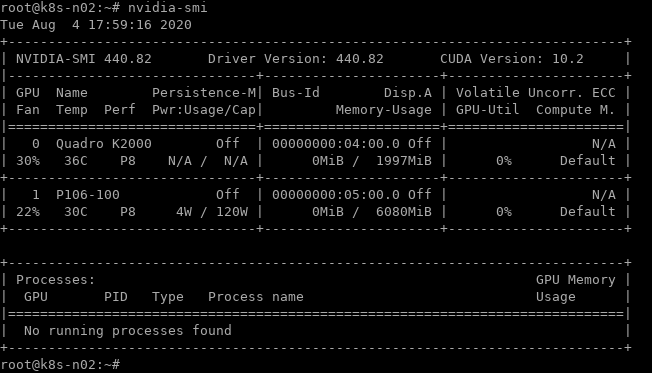 root@k8s-n02:~# nvidia-smi
Tue Aug  4 17:59:16 2020
+-----------------------------------------------------------------------------+
| NVIDIA-SMI 440.82       Driver Version: 440.82       CUDA Version: 10.2     |
|-------------------------------+----------------------+----------------------+
| GPU  Name        Persistence-M| Bus-Id        Disp.A | Volatile Uncorr. ECC |
| Fan  Temp  Perf  Pwr:Usage/Cap|         Memory-Usage | GPU-Util  Compute M. |
|===============================+======================+======================|
|   0  Quadro K2000        Off  | 00000000:04:00.0 Off |                  N/A |
| 30%   36C    P8    N/A /  N/A |      0MiB /  1997MiB |      0%      Default |
+-------------------------------+----------------------+----------------------+
|   1  P106-100            Off  | 00000000:05:00.0 Off |                  N/A |
| 22%   30C    P8     4W / 120W |      0MiB /  6080MiB |      0%      Default |
+-------------------------------+----------------------+----------------------+

+-----------------------------------------------------------------------------+
| Processes:                                                       GPU Memory |
|  GPU       PID   Type   Process name                             Usage      |
|=============================================================================|
|  No running processes found                                                 |
+-----------------------------------------------------------------------------+
root@k8s-n02:~#